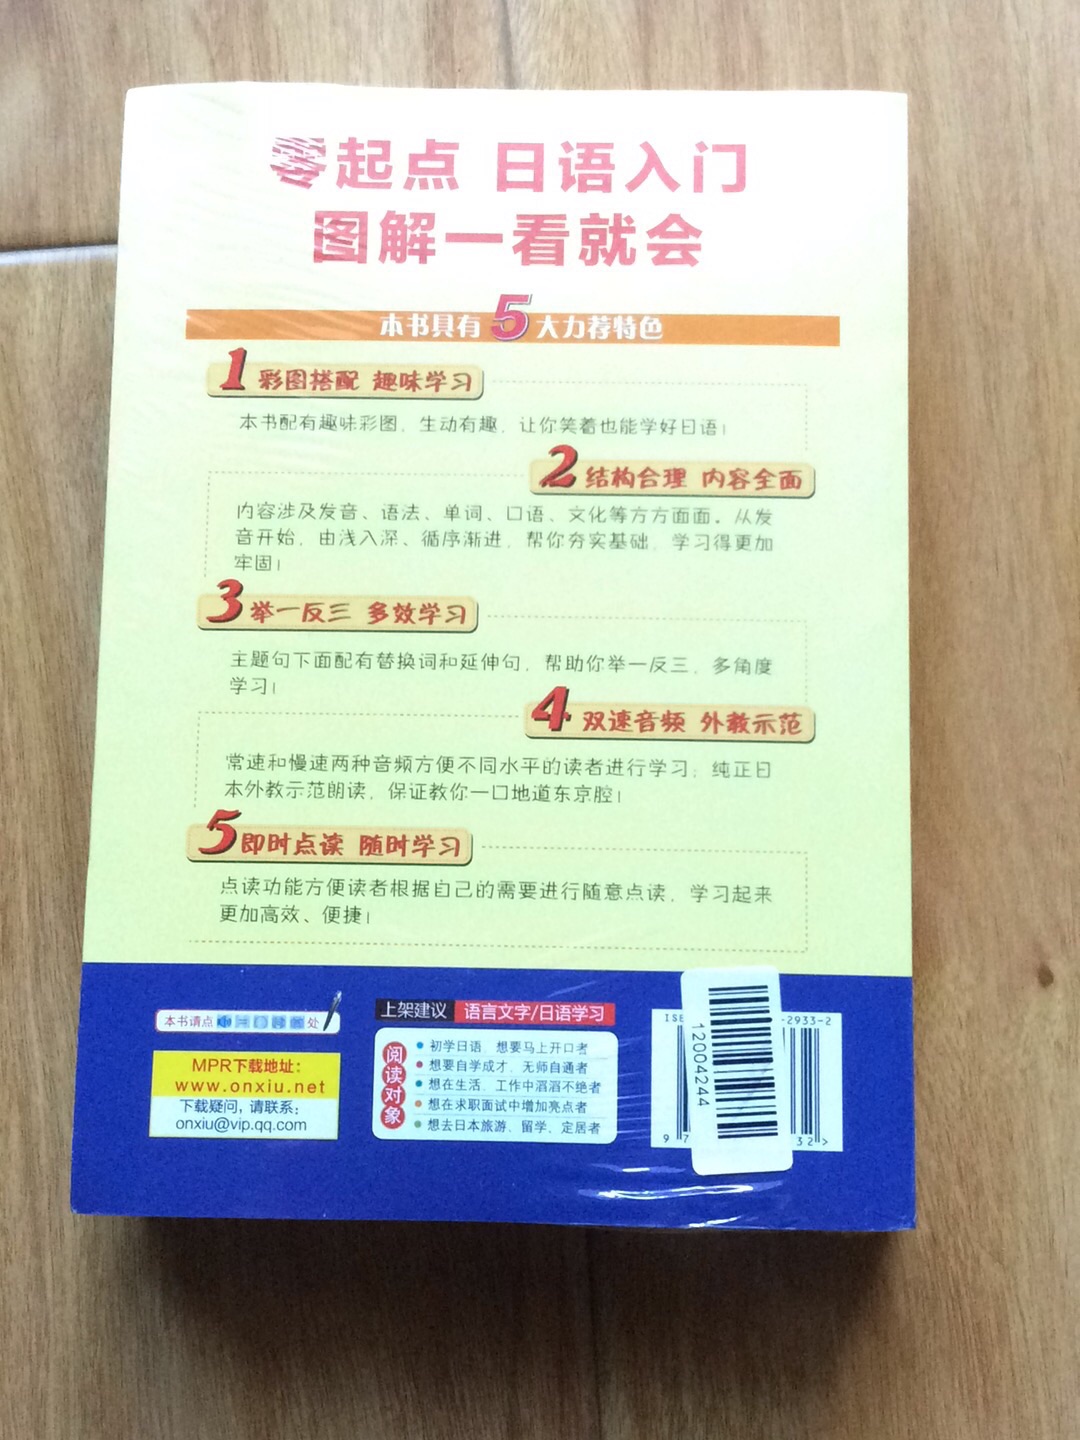 零起点 日语入门
图解一看就会
本书具有5大力荐特色
1 彩图搭配 趣味学习
本书配有趣味彩图，生动有趣，让你笑着也能学好日语！
2 结构合理 内容全面
内容涉及发音、语法、单词、口语、文化等方方面面。从发
音开始，由浅入深、循序渐进，帮你夯实基础，学习得更加
牢固！
3 举一反三 多效学习
主题句下面配有替换词和延伸句，帮助你举一反三，多角度
学习！
4 双速音频 外教示范
常速和慢速两种音频方便不同水平的读者进行学习；纯正日
本外教示范朗读，保证教你一口地道东京腔！
5 即时点读 随时学习
点读功能方便读者根据自己的需要进行随意点读，学习起来
更加高效、便捷！
本书请点 处
MPR下载地址：
www.onxiu.net
下载疑问，请联系：
onxiu@vip.qq.com
上架建议 语言文字/日语学习
阅读对象
初学日语，想要马上开口者
想要自学成才，无师自通者
想在生活、工作中滔滔不绝者
想在求职面试中增加亮点者
想去日本旅游、留学、定居者
-2933-2
12004244
9 7
32>